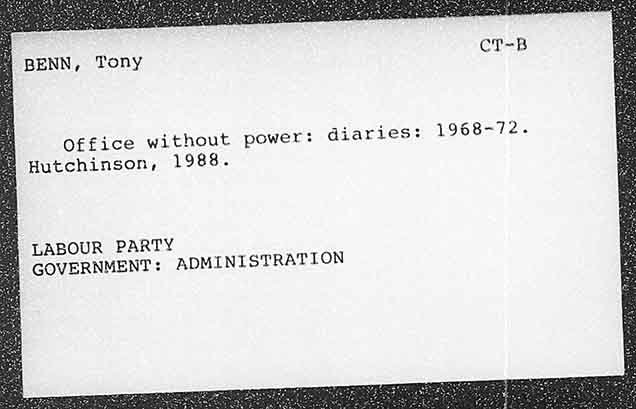 BENN, Tony CT-B
Office without power: diaries: 1968-72.
Hutchinson, 1988.
LABOUR PARTY
GOVERNMENT: ADMINISTRATION